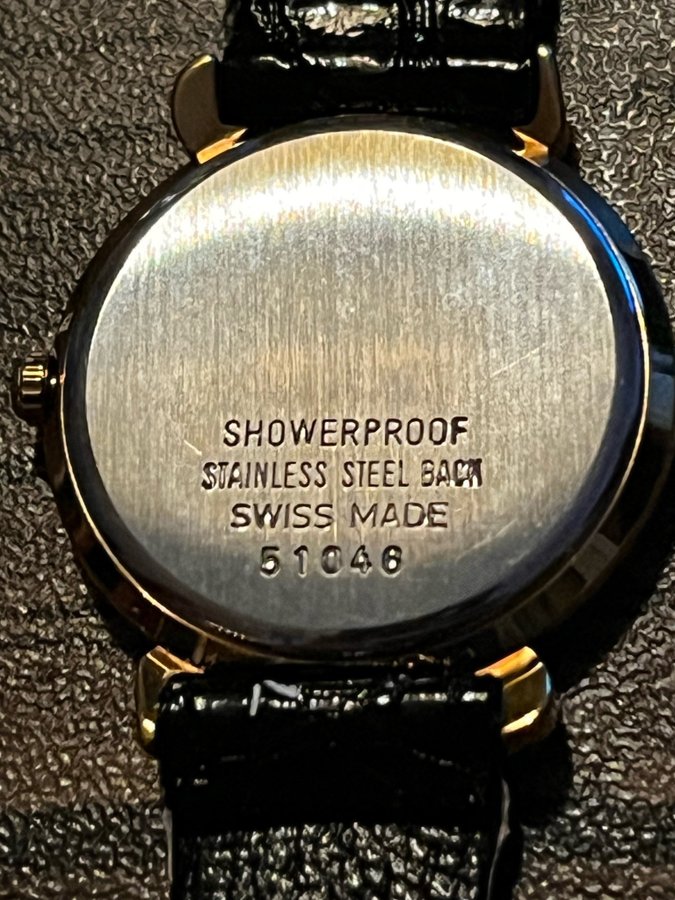 SHOWERPROOF
STAINLESS STEEL BACK
SWISS MADE
51046